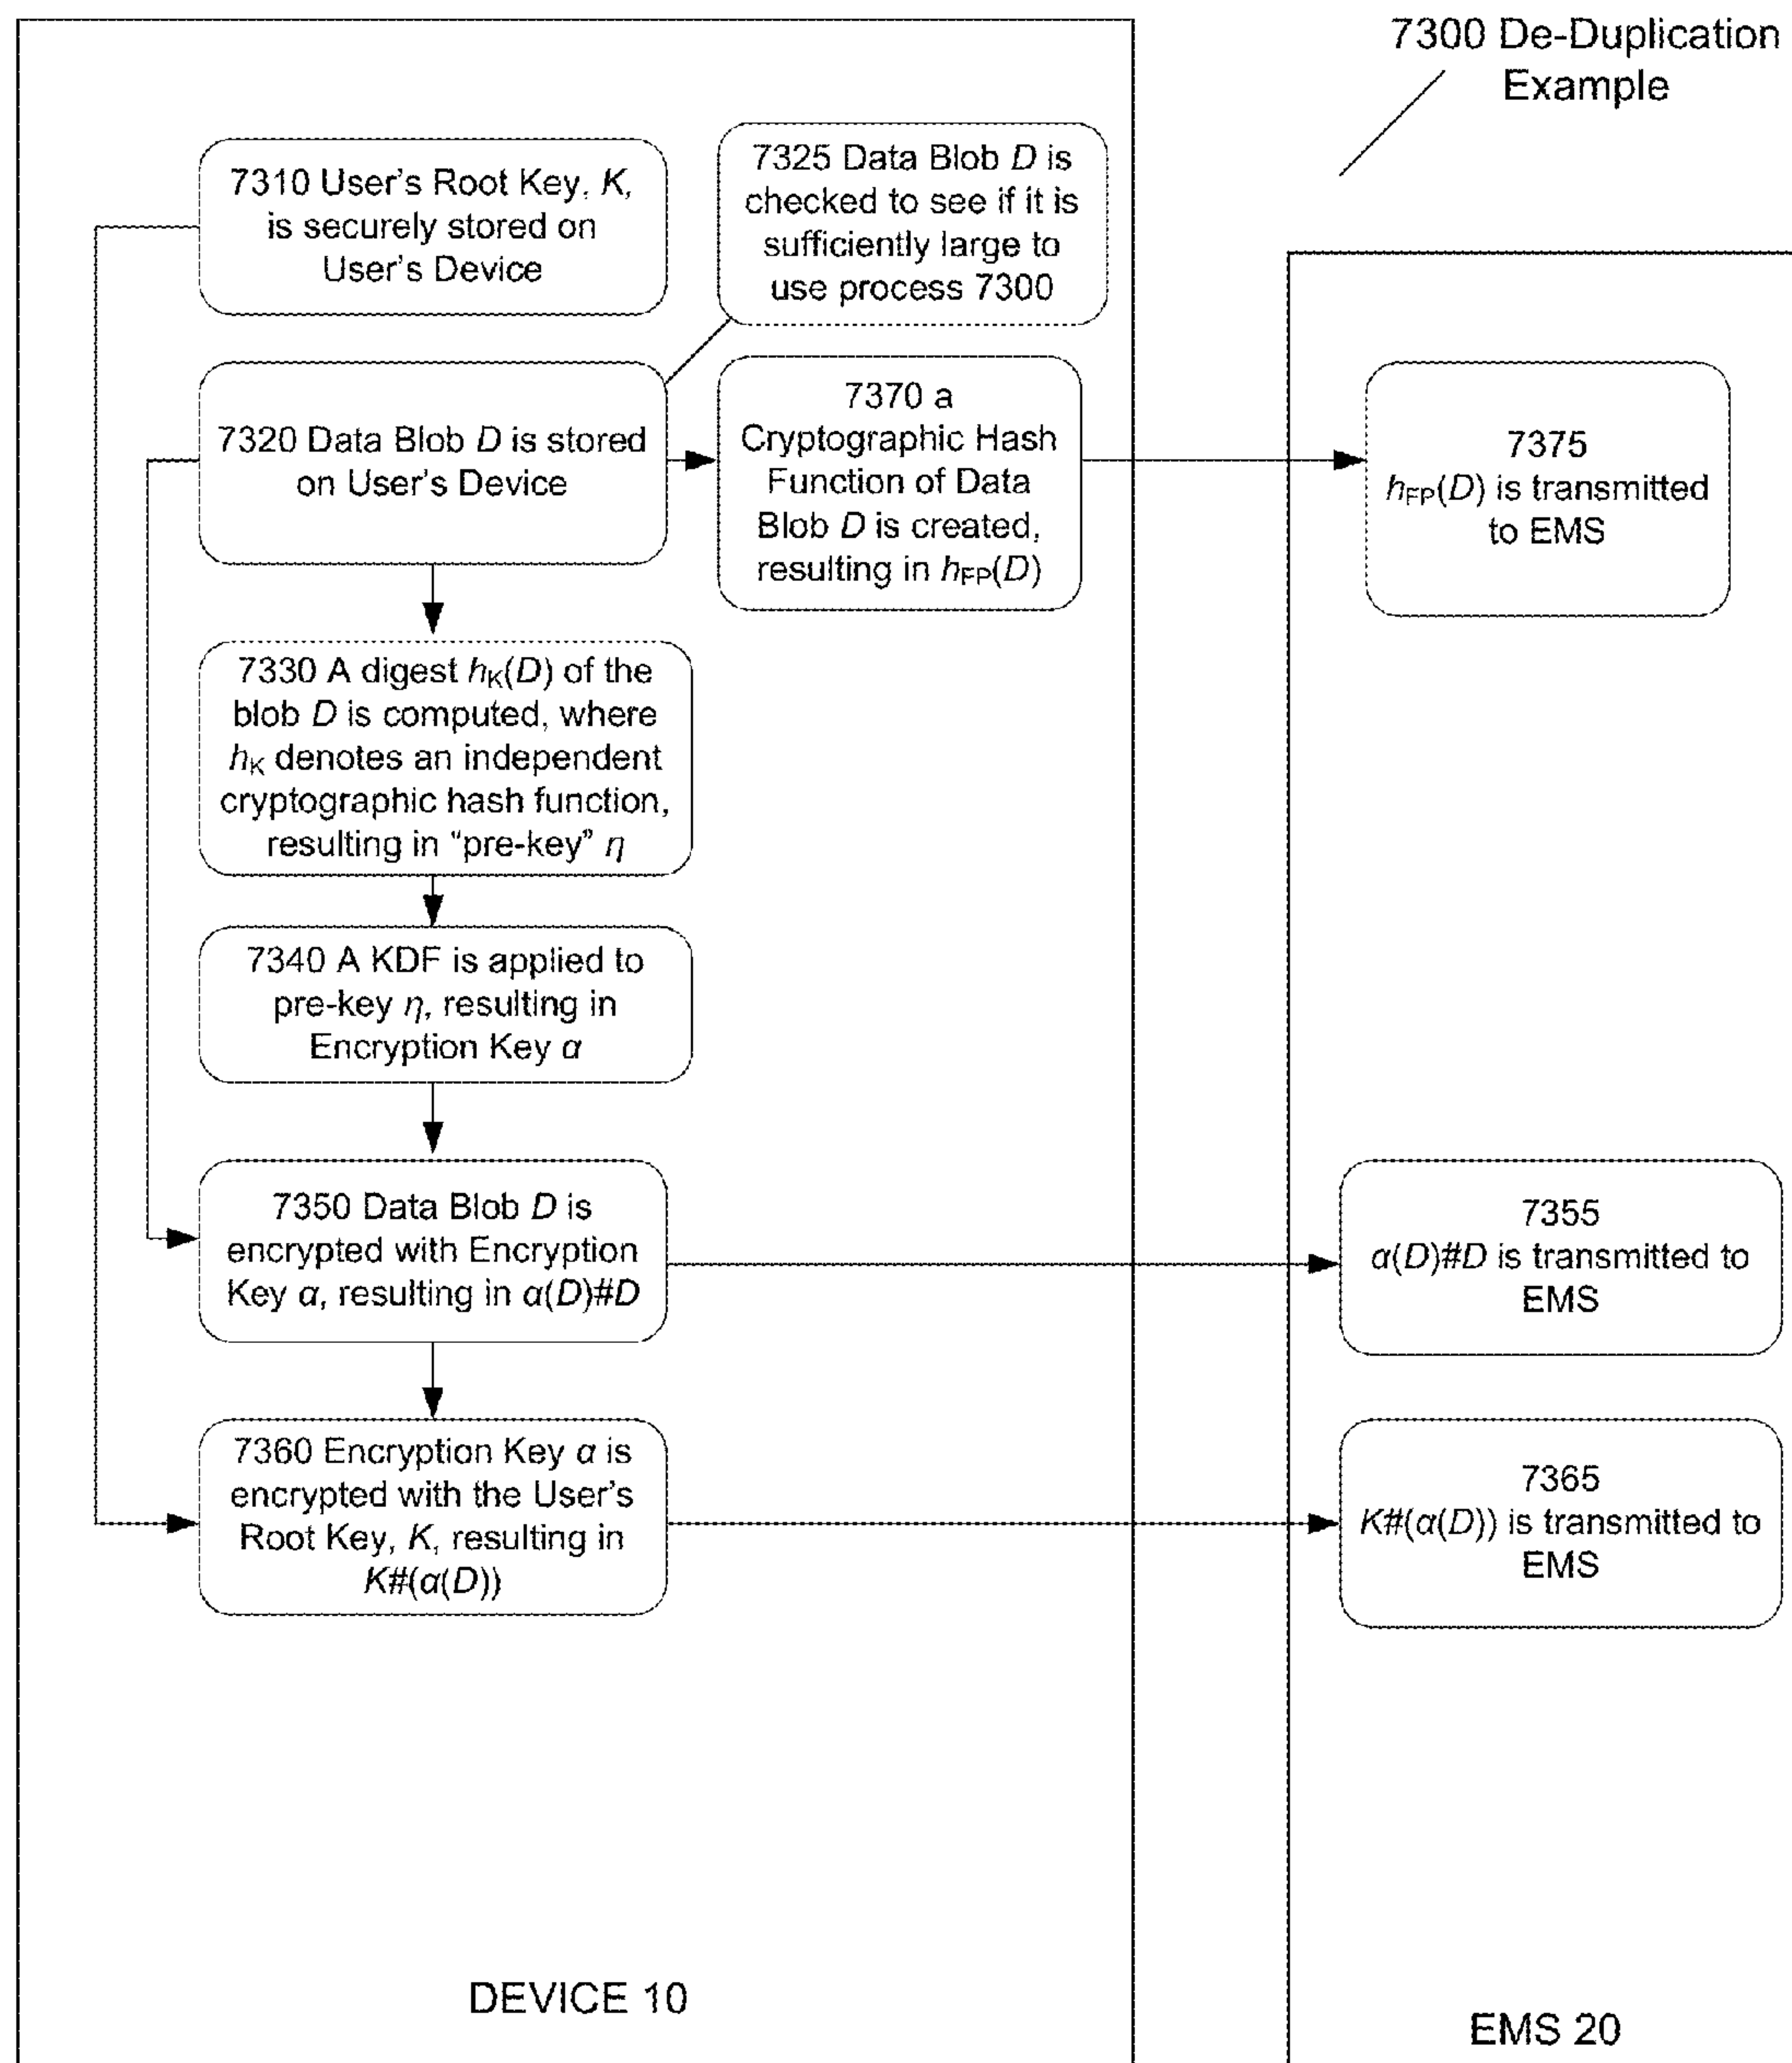 7300 De-Duplication
Example
7310 User's Root Key, K,
is securely stored on
User's Device
7325 Data Blob D is
checked to see if it is
sufficiently large to
use process 7300
7320 Data Blob D is stored
on User's Device
7370 a
Cryptographic Hash
Function of Data
Blob D is created,
resulting in hFP(D)
7375
hFP(D) is transmitted
to EMS
7330 A digest hK(D) of the
blob D is computed, where
hK denotes an independent
cryptographic hash function,
resulting in “pre-key” η
7340 A KDF is applied to
pre-key η, resulting in
Encryption Key α
7350 Data Blob D is
encrypted with Encryption
Key α, resulting in α(D)#D
7355
α(D)#D is transmitted to
EMS
7360 Encryption Key α is
encrypted with the User's
Root Key, K, resulting in
K#(α(D))
7365
K#(α(D)) is transmitted to
EMS
DEVICE 10
EMS 20